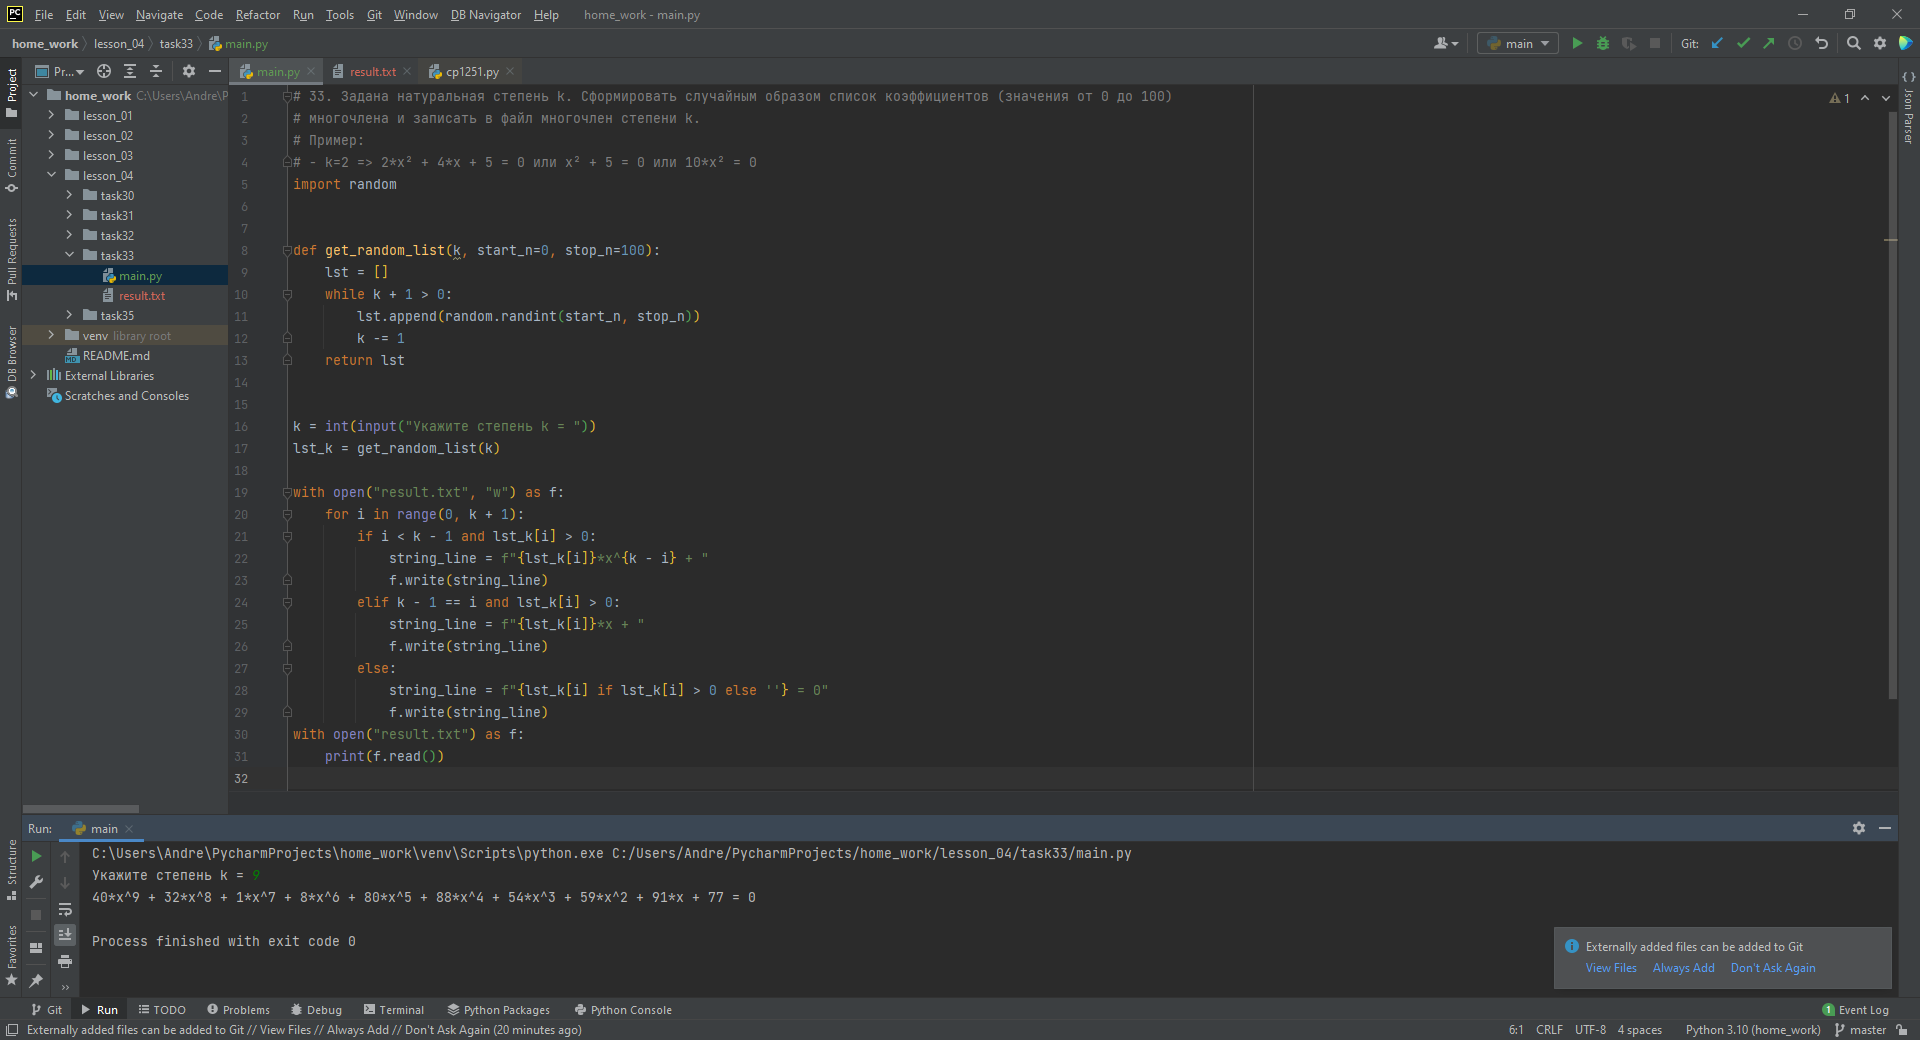 PC File Edit View Navigate Code Refactor Run Tools Git Window DB Navigator Help home_work - main.py
home_work lesson_04 task33 main.py main Git:
Pr... main.py result.txt cp1251.py
Project
Commit
Pull Requests
DB Browser
Structure
Favorites
Json Parser
home_work C:\Users\Andre\P
lesson_01
lesson_02
lesson_03
lesson_04
task30
task31
task32
task33
main.py
result.txt
task35
venv library root
README.md
External Libraries
Scratches and Consoles
1
1 # 33. Задана натуральная степень k. Сформировать случайным образом список коэффициентов (значения от 0 до 100)
2 # многочлена и записать в файл многочлен степени k.
3 # Пример:
4 # - k=2 => 2*x² + 4*x + 5 = 0 или x² + 5 = 0 или 10*x² = 0
5 import random
6
7
8 def get_random_list(k, start_n=0, stop_n=100):
9 lst = []
10 while k + 1 > 0:
11 lst.append(random.randint(start_n, stop_n))
12 k -= 1
13 return lst
14
15
16 k = int(input("Укажите степень k = "))
17 lst_k = get_random_list(k)
18
19 with open("result.txt", "w") as f:
20 for i in range(0, k + 1):
21 if i < k - 1 and lst_k[i] > 0:
22 string_line = f"{lst_k[i]}*x^{k - i} + "
23 f.write(string_line)
24 elif k - 1 == i and lst_k[i] > 0:
25 string_line = f"{lst_k[i]}*x + "
26 f.write(string_line)
27 else:
28 string_line = f"{lst_k[i] if lst_k[i] > 0 else ''} = 0"
29 f.write(string_line)
30 with open("result.txt") as f:
31 print(f.read())
32
Run: main
C:\Users\Andre\PycharmProjects\home_work\venv\Scripts\python.exe C:/Users/Andre/PycharmProjects/home_work/lesson_04/task33/main.py
Укажите степень k = 9
40*x^9 + 32*x^8 + 1*x^7 + 8*x^6 + 80*x^5 + 88*x^4 + 54*x^3 + 59*x^2 + 91*x + 77 = 0
Process finished with exit code 0
Externally added files can be added to Git
View Files Always Add Don't Ask Again
Git Run TODO Problems Debug Terminal Python Packages Python Console 1 Event Log
Externally added files can be added to Git // View Files // Always Add // Don't Ask Again (20 minutes ago) 6:1 CRLF UTF-8 4 spaces Python 3.10 (home_work) master